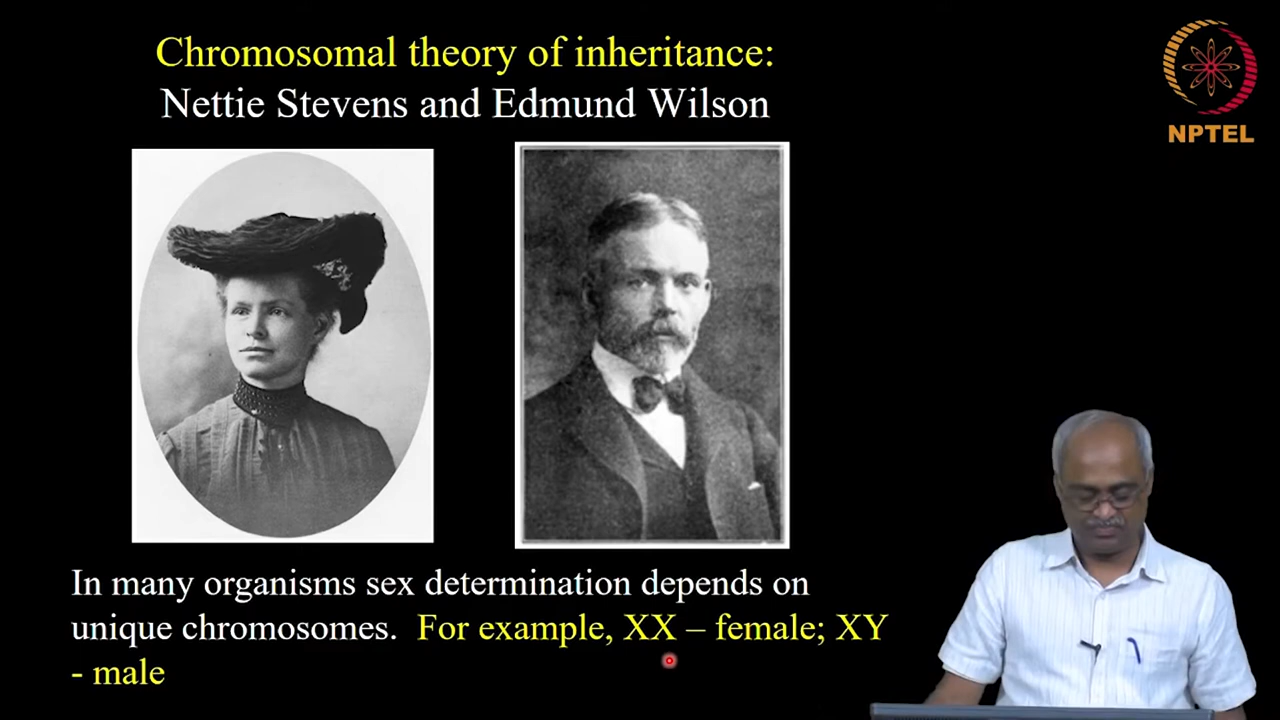 Chromosomal theory of inheritance:
Nettie Stevens and Edmund Wilson
NPTEL
In many organisms sex determination depends on
unique chromosomes. For example, XX – female; XY
- male